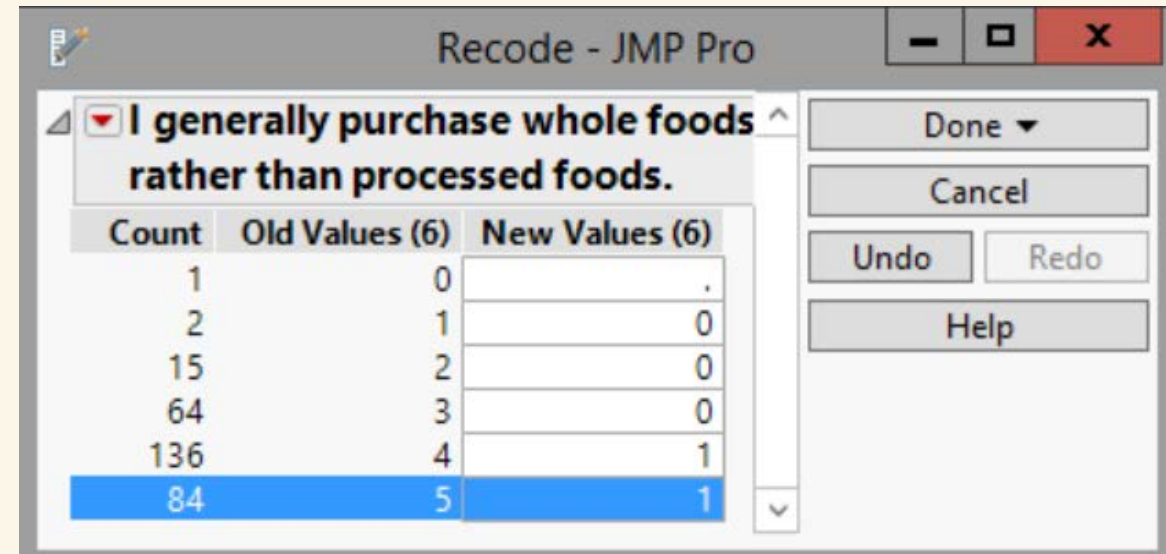 Recode - JMP Pro
I generally purchase whole foods
rather than processed foods.
Count Old Values (6) New Values (6)
1 0 .
2 1 0
15 2 0
64 3 0
136 4 1
84 5 1
Done
Cancel
Undo Redo
Help